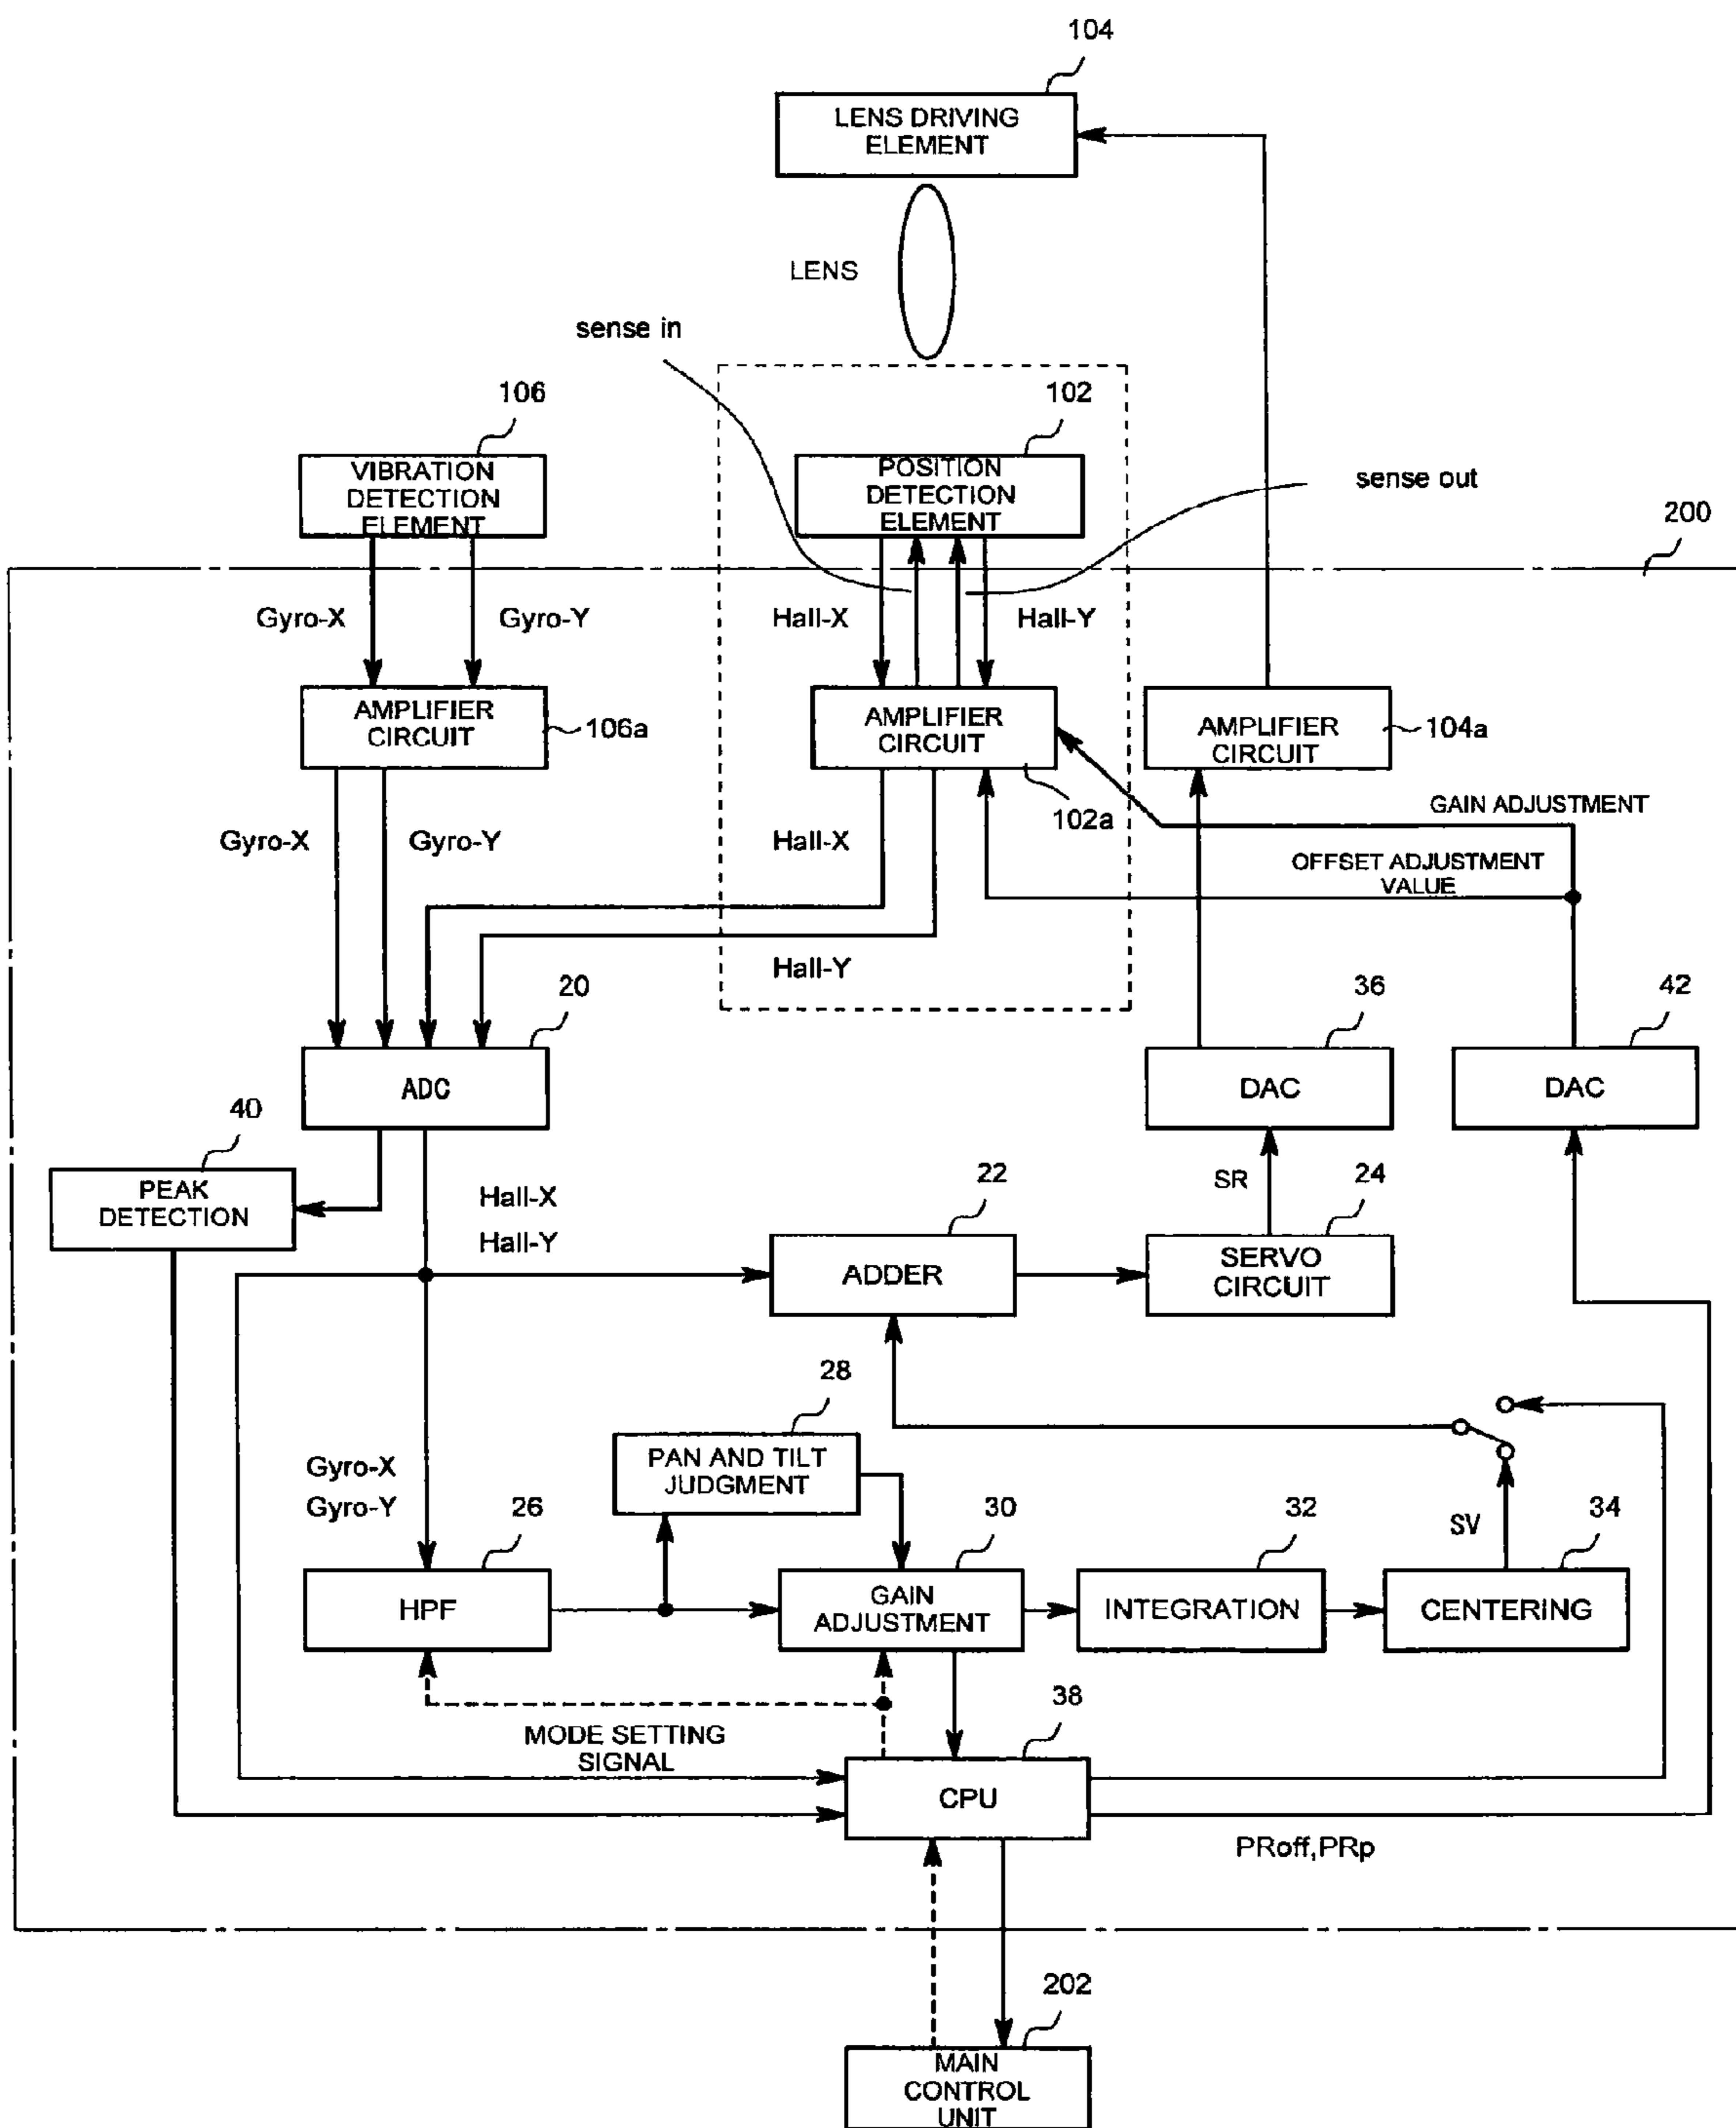 104
LENS DRIVING
ELEMENT
LENS
sense in
106
102
VIBRATION
DETECTION
ELEMENT
POSITION
DETECTION
ELEMENT
sense out
200
Gyro-X
Gyro-Y
Hall-X
Hall-Y
AMPLIFIER
CIRCUIT
106a
AMPLIFIER
CIRCUIT
AMPLIFIER
CIRCUIT
104a
102a
GAIN ADJUSTMENT
Gyro-X
Gyro-Y
Hall-X
OFFSET ADJUSTMENT
VALUE
Hall-Y
20
36
42
ADC
DAC
DAC
40
PEAK
DETECTION
Hall-X
Hall-Y
22
SR
24
ADDER
SERVO
CIRCUIT
28
PAN AND TILT
JUDGMENT
Gyro-X
Gyro-Y
26
30
32
SV
34
HPF
GAIN
ADJUSTMENT
INTEGRATION
CENTERING
38
MODE SETTING
SIGNAL
CPU
PRoff,PRp
202
MAIN
CONTROL
UNIT